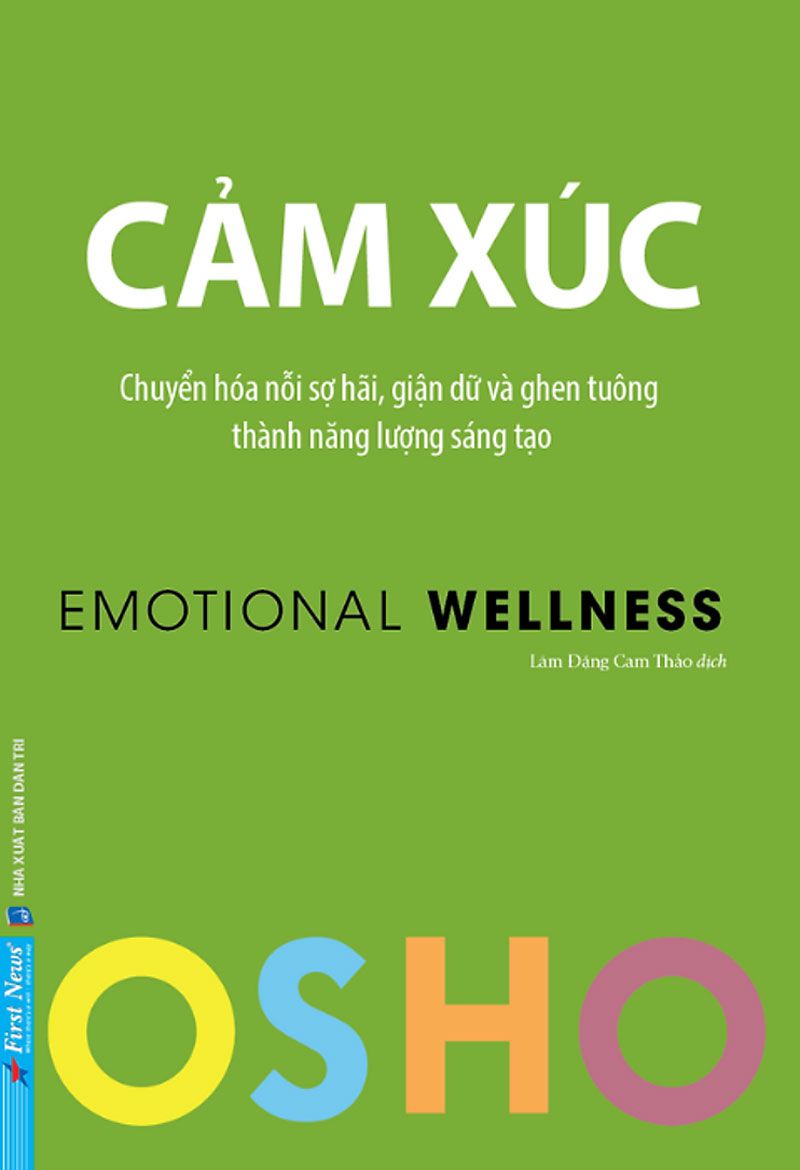 CẢM XÚC
Chuyển hóa nỗi sợ hãi, giận dữ và ghen tuông
thành năng lượng sáng tạo
EMOTIONAL WELLNESS
Lâm Đặng Cam Thảo dịch
NHÀ XUẤT BẢN DÂN TRÍ
First News®
OSHO